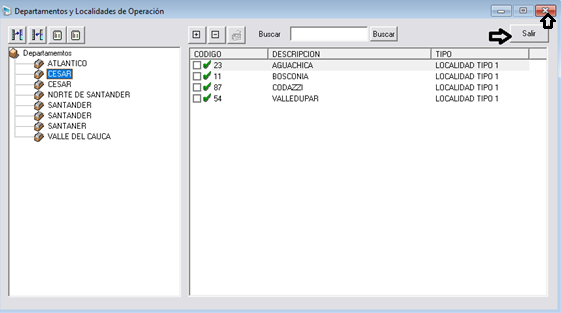 Departamentos y Localidades de Operación
Buscar
Buscar
Salir
Departamentos
ATLANTICO
CESAR
CESAR
NORTE DE SANTANDER
SANTANDER
SANTANDER
SANTANER
VALLE DEL CAUCA
CODIGO DESCRIPCION TIPO
23 AGUACHICA LOCALIDAD TIPO 1
11 BOSCONIA LOCALIDAD TIPO 1
87 CODAZZI LOCALIDAD TIPO 1
54 VALLEDUPAR LOCALIDAD TIPO 1